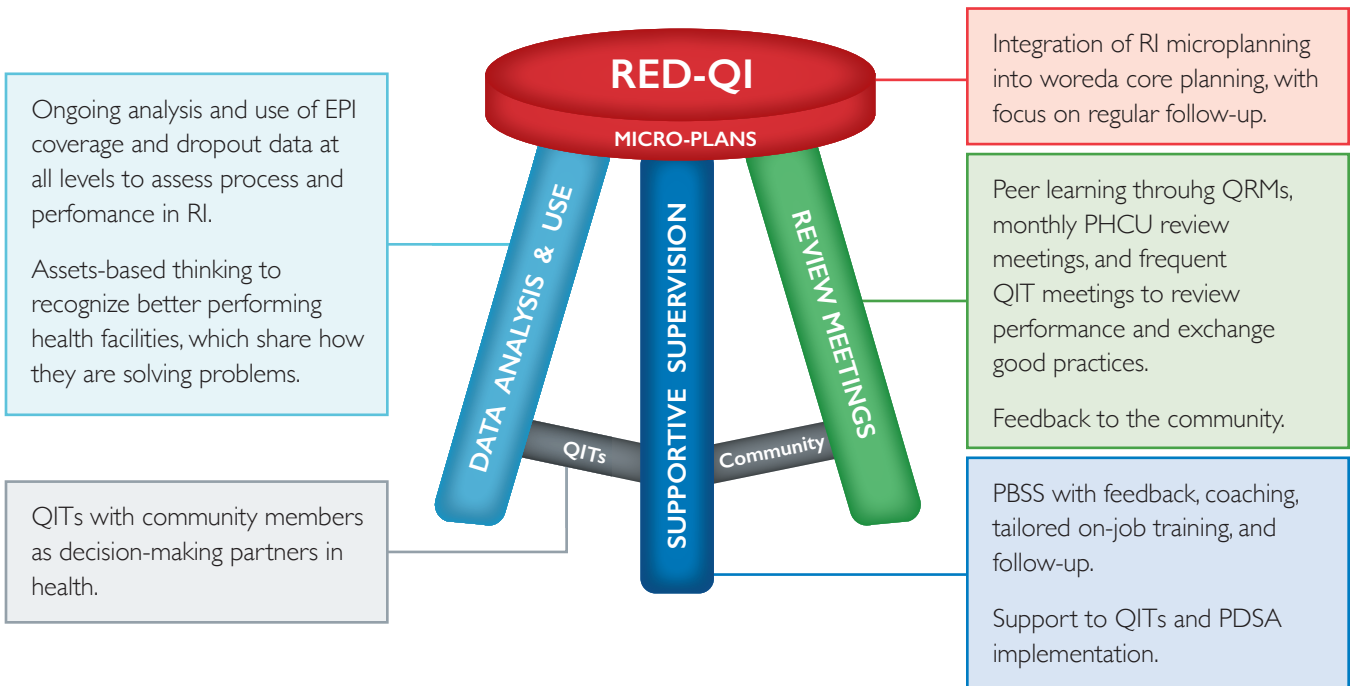 RED-QI
MICRO-PLANS
DATA ANALYSIS & USE
SUPPORTIVE SUPERVISION
REVIEW MEETINGS
QITs
Community
Ongoing analysis and use of EPI
coverage and dropout data at
all levels to assess process and
perfomance in RI.
Assets-based thinking to
recognize better performing
health facilities, which share how
they are solving problems.
QITs with community members
as decision-making partners in
health.
Integration of RI microplanning
into woreda core planning, with
focus on regular follow-up.
Peer learning throuhg QRMs,
monthly PHCU review
meetings, and frequent
QIT meetings to review
performance and exchange
good practices.
Feedback to the community.
PBSS with feedback, coaching,
tailored on-job training, and
follow-up.
Support to QITs and PDSA
implementation.